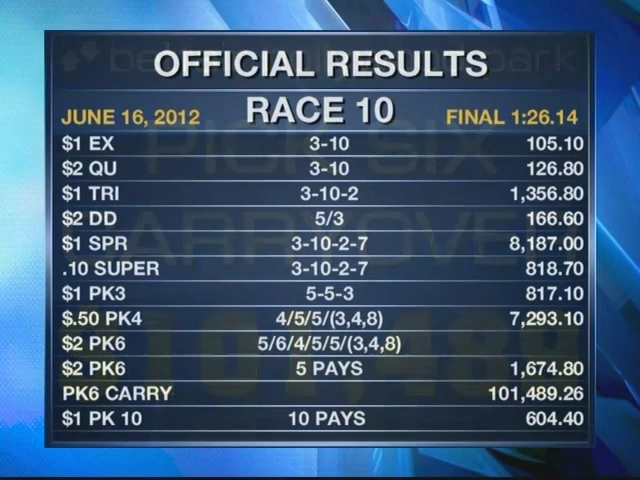 OFFICIAL RESULTS
JUNE 16, 2012 RACE 10 FINAL 1:26.14
$1 EX 3-10 105.10
$2 QU 3-10 126.80
$1 TRI 3-10-2 1,356.80
$2 DD 5/3 166.60
$1 SPR 3-10-2-7 8,187.00
.10 SUPER 3-10-2-7 818.70
$1 PK3 5-5-3 817.10
$.50 PK4 4/5/5/(3,4,8) 7,293.10
$2 PK6 5/6/4/5/5/(3,4,8)
$2 PK6 5 PAYS 1,674.80
PK6 CARRY 101,489.26
$1 PK 10 10 PAYS 604.40